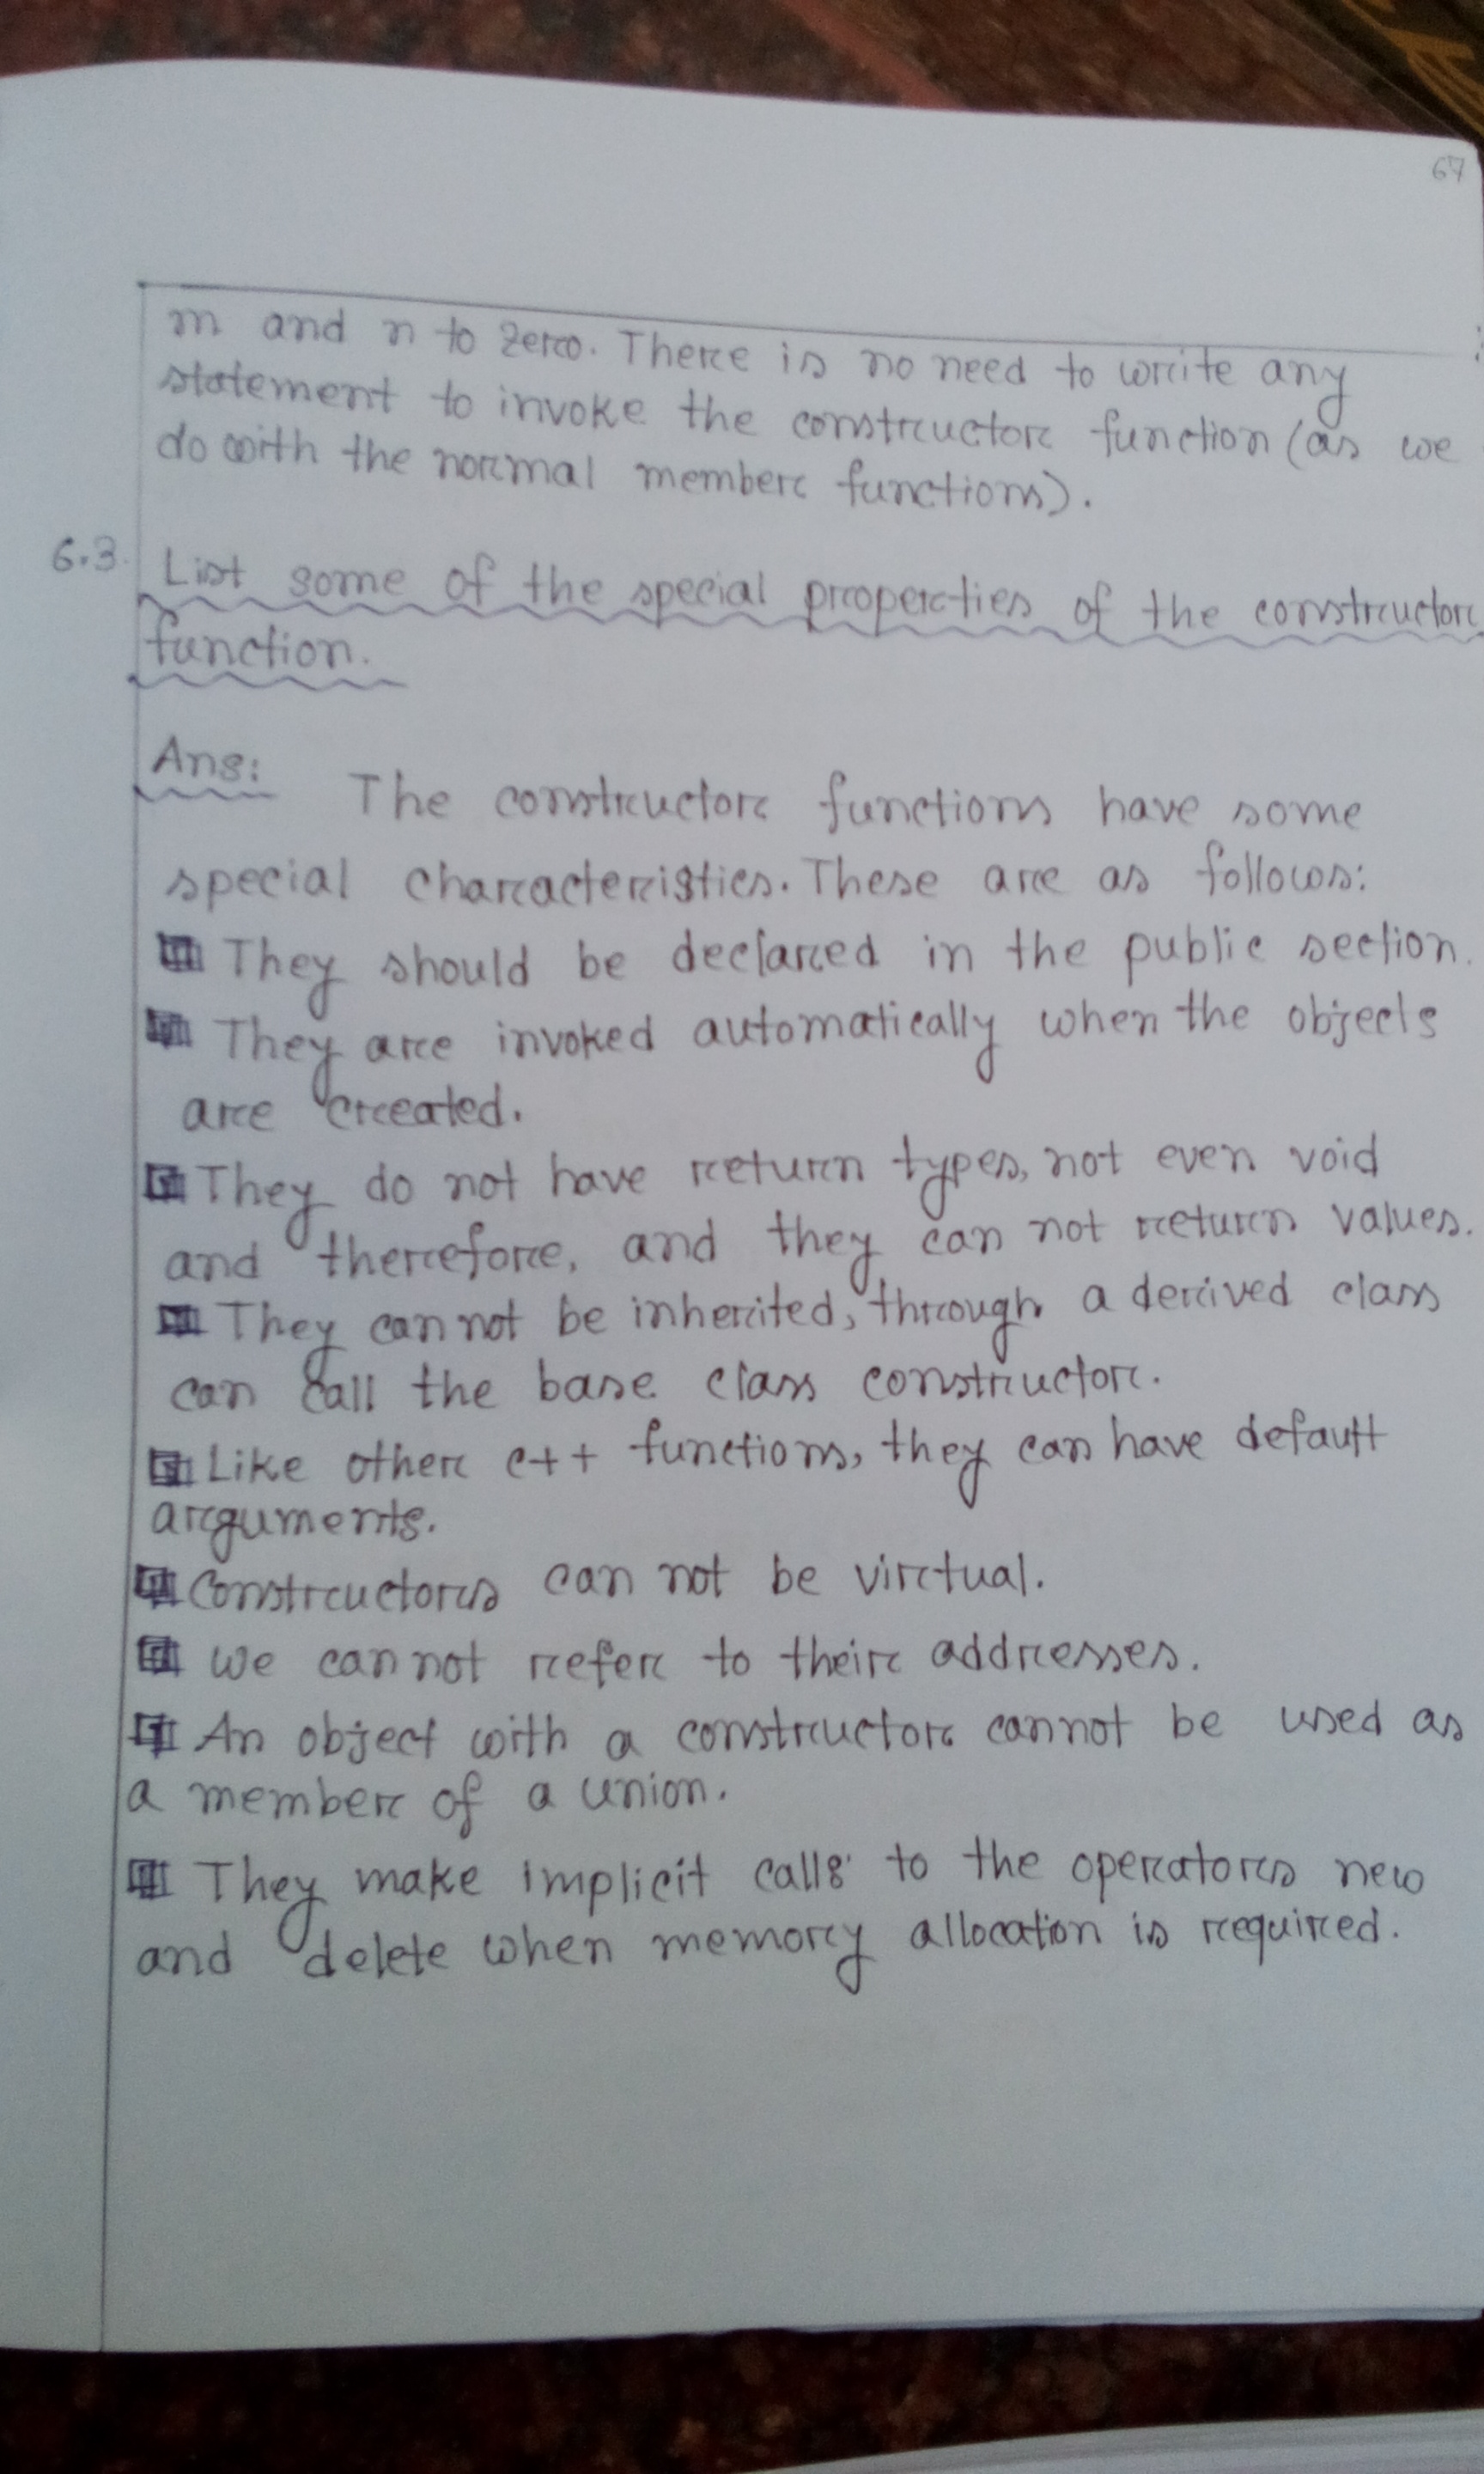 67
m and n to zero. There is no need to write any
statement to invoke the constructor function (as we
do with the normal member functions).
6.3. List some of the special properties of the constructor
function.
Ans: The constructor functions have some
special characteristics. These are as follows:
They should be declared in the public section.
They are invoked automatically when the objects
are created.
They do not have return types, not even void
and therefore, and they can not return values.
They can not be inherited, through a derived class
can call the base class constructor.
Like other c++ functions, they can have default
arguments.
Constructors can not be virtual.
We can not refer to their addresses.
An object with a constructor cannot be used as
a member of a union.
They make implicit calls to the operators new
and delete when memory allocation is required.